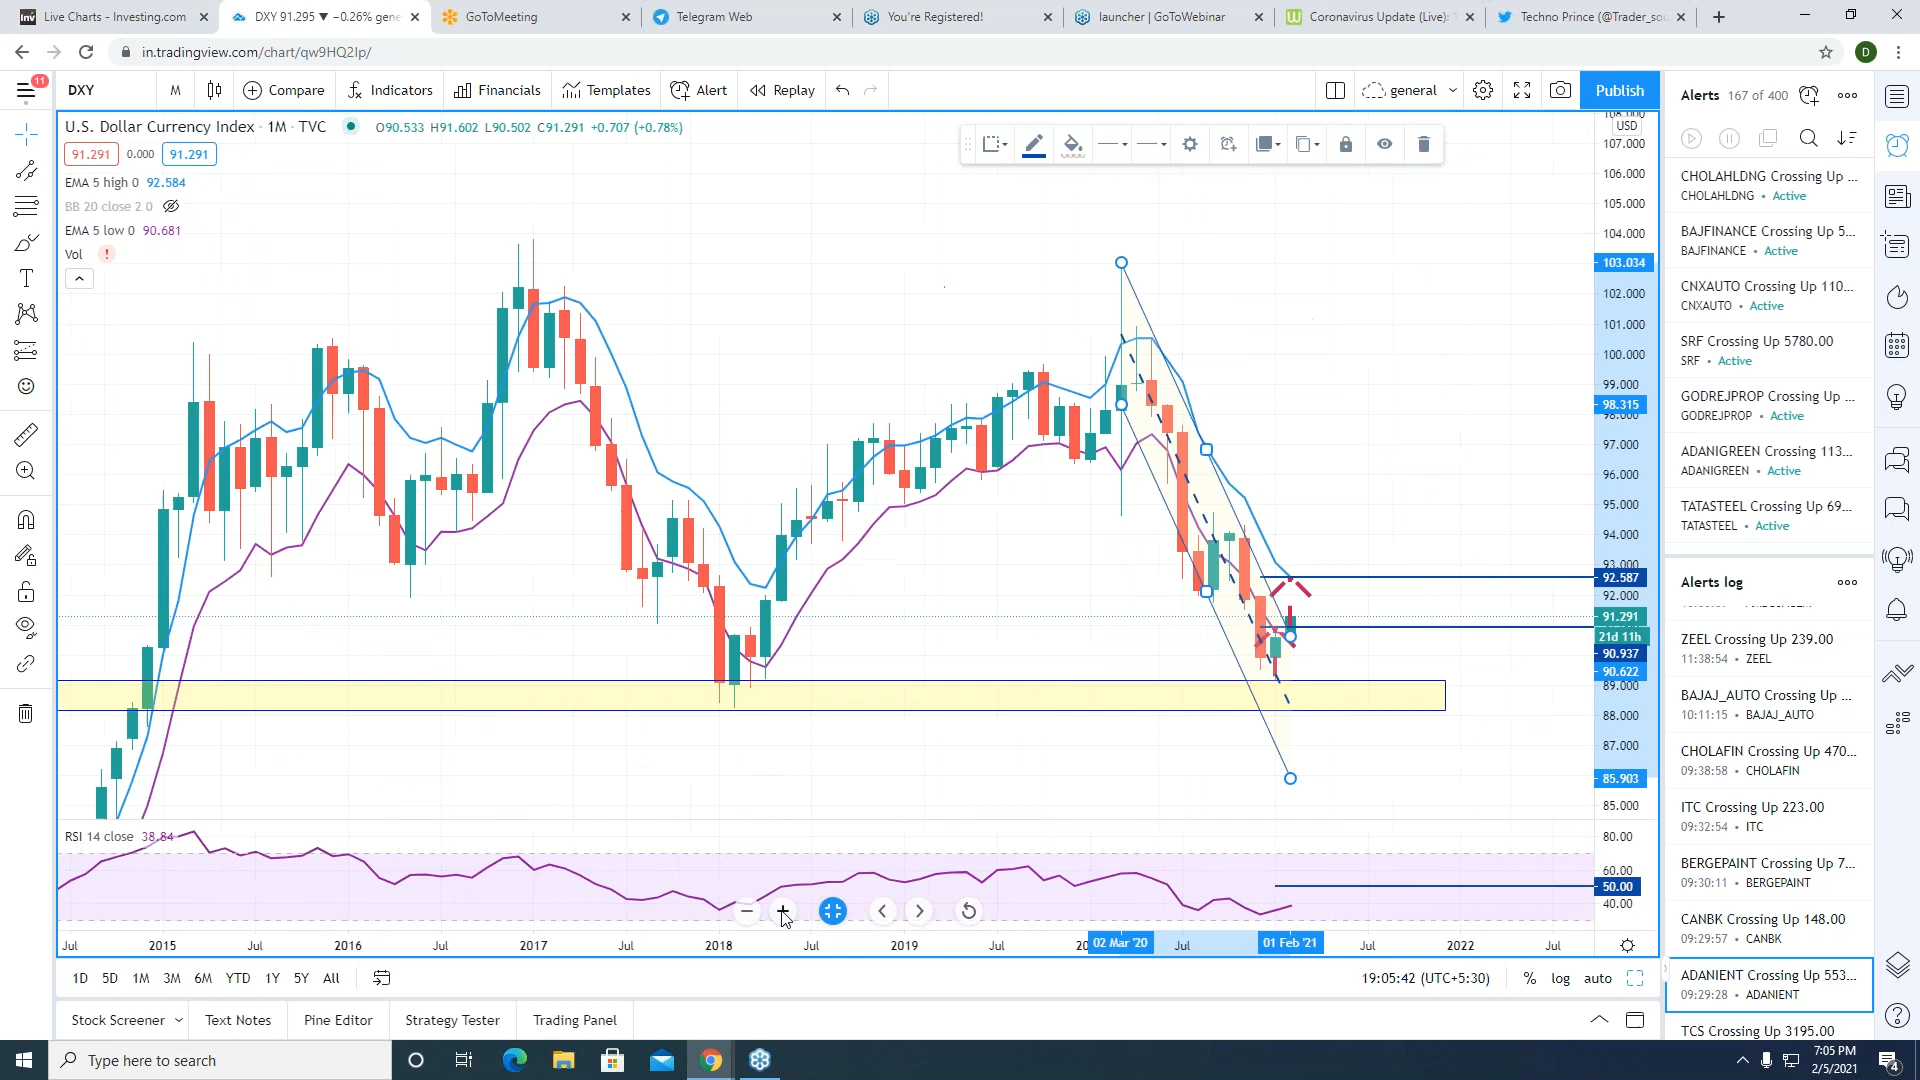 Live Charts - Investing.com
DXY 91.295 ▼ −0.26% gene
GoToMeeting
Telegram Web
You're Registered!
launcher | GoToWebinar
Coronavirus Update (Live):
Techno Prince (@Trader_sou
in.tradingview.com/chart/qw9HQ2Ip/
D
11
DXY
M
Compare
Indicators
Financials
Templates
Alert
Replay
general
Publish
U.S. Dollar Currency Index · 1M · TVC
O90.533 H91.602 L90.502 C91.291 +0.707 (+0.78%)
91.291
0.000
91.291
EMA 5 high 0 92.584
BB 20 close 2 0
EMA 5 low 0 90.681
Vol
!
USD
108.000
107.000
106.000
105.000
104.000
103.034
102.000
101.000
100.000
99.000
98.315
98.000
97.000
96.000
95.000
94.000
93.000
92.587
92.000
91.291
21d 11h
90.937
90.622
89.000
88.000
87.000
85.903
85.000
RSI 14 close 38.84
80.00
60.00
50.00
40.00
Jul
2015
Jul
2016
Jul
2017
Jul
2018
Jul
2019
Jul
02 Mar '20
Jul
01 Feb '21
Jul
2022
Jul
1D 5D 1M 3M 6M YTD 1Y 5Y All
19:05:42 (UTC+5:30)
% log auto
Stock Screener
Text Notes
Pine Editor
Strategy Tester
Trading Panel
Alerts 167 of 400
CHOLAHLDNG Crossing Up ...
CHOLAHLDNG • Active
BAJFINANCE Crossing Up 5...
BAJFINANCE • Active
CNXAUTO Crossing Up 110...
CNXAUTO • Active
SRF Crossing Up 5780.00
SRF • Active
GODREJPROP Crossing Up ...
GODREJPROP • Active
ADANIGREEN Crossing 113...
ADANIGREEN • Active
TATASTEEL Crossing Up 69...
TATASTEEL • Active
Alerts log
ZEEL Crossing Up 239.00
11:38:54 • ZEEL
BAJAJ_AUTO Crossing Up ...
10:11:15 • BAJAJ_AUTO
CHOLAFIN Crossing Up 470...
09:38:58 • CHOLAFIN
ITC Crossing Up 223.00
09:32:54 • ITC
BERGEPAINT Crossing Up 7...
09:30:11 • BERGEPAINT
CANBK Crossing Up 148.00
09:29:57 • CANBK
ADANIENT Crossing Up 553...
09:29:28 • ADANIENT
TCS Crossing Up 3195.00
Type here to search
7:05 PM
2/5/2021
4